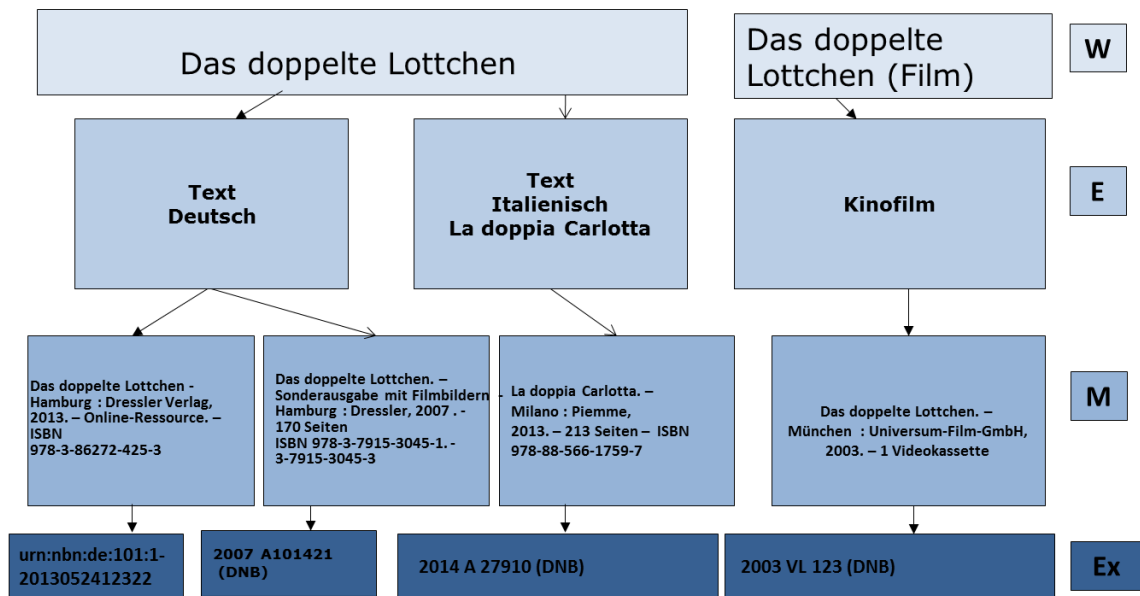 Das doppelte Lottchen
Das doppelte
Lottchen (Film)
W
Text
Deutsch
Text
Italienisch
La doppia Carlotta
Kinofilm
E
Das doppelte Lottchen -
Hamburg : Dressler Verlag,
2013. – Online-Ressource. –
ISBN
978-3-86272-425-3
Das doppelte Lottchen. –
Sonderausgabe mit Filmbildern -
Hamburg : Dressler, 2007 . -
170 Seiten
ISBN 978-3-7915-3045-1. -
3-7915-3045-3
La doppia Carlotta. –
Milano : Piemme,
2013. – 213 Seiten – ISBN
978-88-566-1759-7
Das doppelte Lottchen. –
München : Universum-Film-GmbH,
2003. – 1 Videokassette
M
urn:nbn:de:101:1-
2013052412322
2007 A101421
(DNB)
2014 A 27910 (DNB)
2003 VL 123 (DNB)
Ex